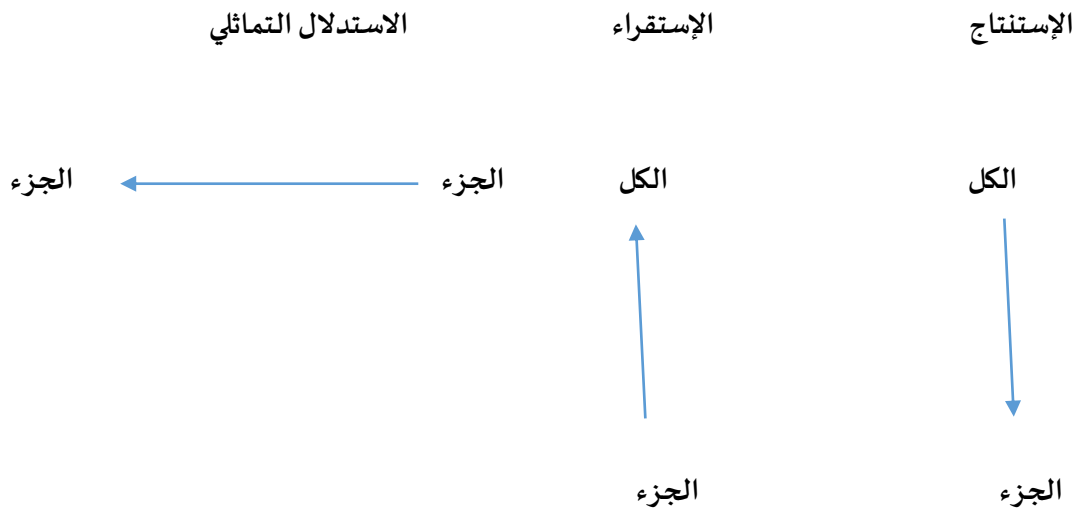 الإستنتاج الإستقراء الاستدلال التماثلي
الكل الكل الجزء الجزء
الجزء الجزء